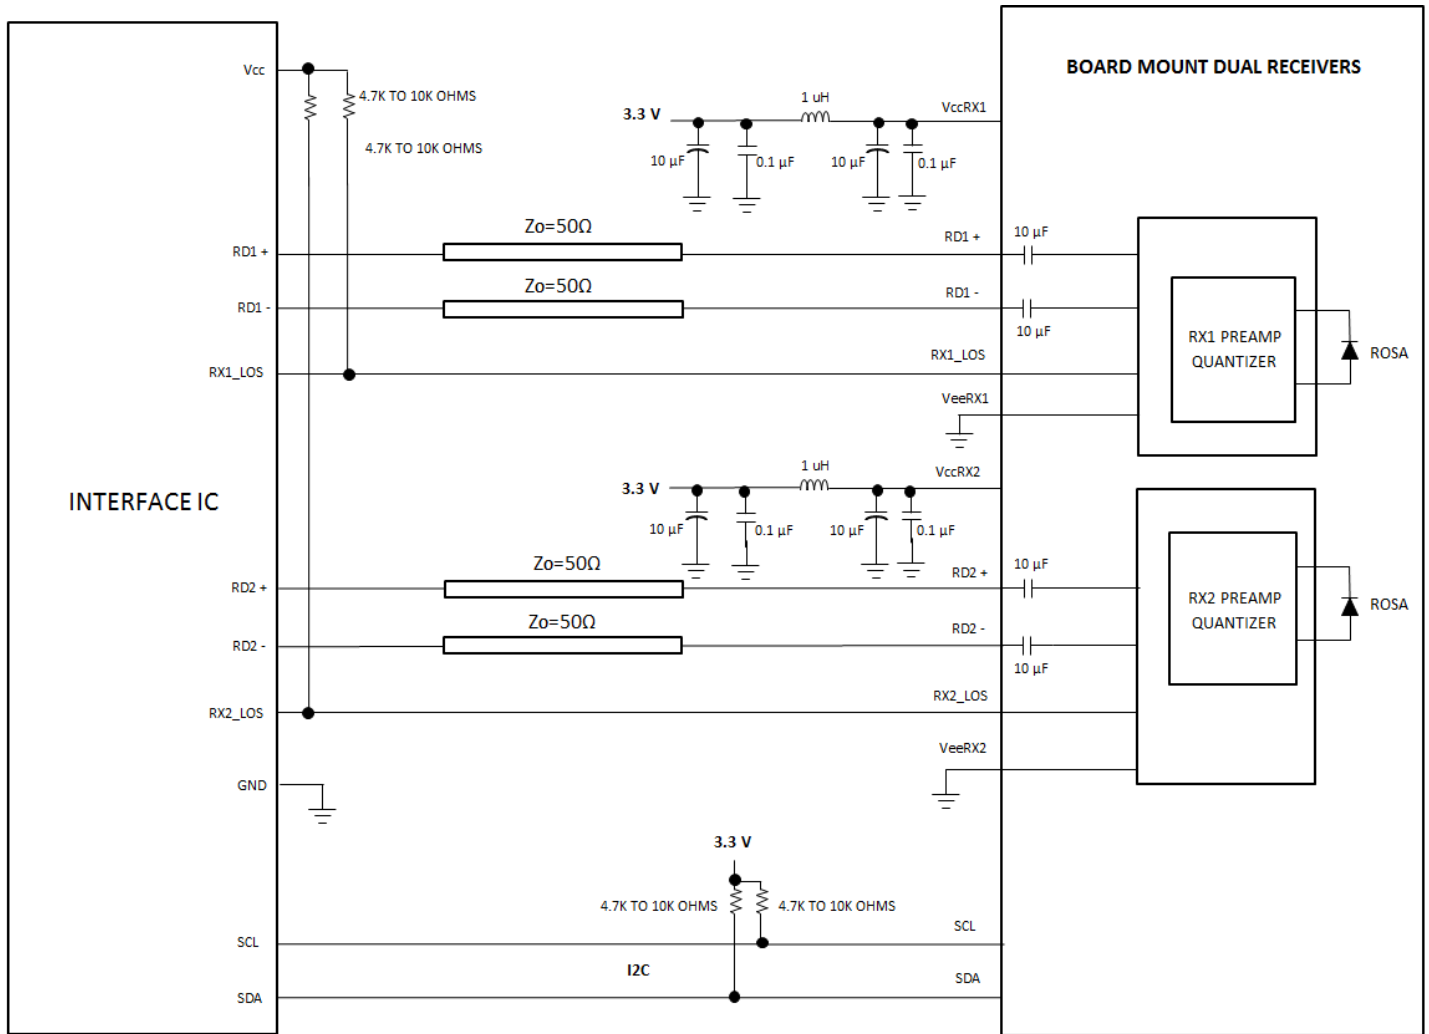 BOARD MOUNT DUAL RECEIVERS
Vcc
4.7K TO 10K OHMS
4.7K TO 10K OHMS
3.3 V
1 uH
VccRX1
10 µF
0.1 µF
10 µF
0.1 µF
Zo=50Ω
RD1 +
RD1 +
10 µF
Zo=50Ω
RD1 -
RD1 -
10 µF
RX1 PREAMP
QUANTIZER
ROSA
RX1_LOS
RX1_LOS
VeeRX1
INTERFACE IC
3.3 V
1 uH
VccRX2
10 µF
0.1 µF
10 µF
0.1 µF
Zo=50Ω
RD2 +
RD2 +
10 µF
Zo=50Ω
RD2 -
RD2 -
10 µF
RX2 PREAMP
QUANTIZER
ROSA
RX2_LOS
RX2_LOS
VeeRX2
GND
3.3 V
4.7K TO 10K OHMS
4.7K TO 10K OHMS
SCL
SCL
I2C
SDA
SDA